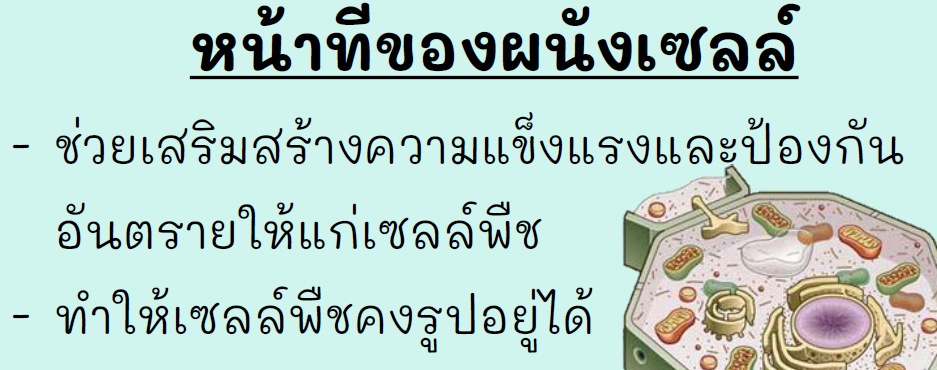 หน้าที่ของผนังเซลล์
- ช่วยเสริมสร้างความแข็งแรงและป้องกัน
อันตรายให้แก่เซลล์พืช
- ทำให้เซลล์พืชคงรูปอยู่ได้